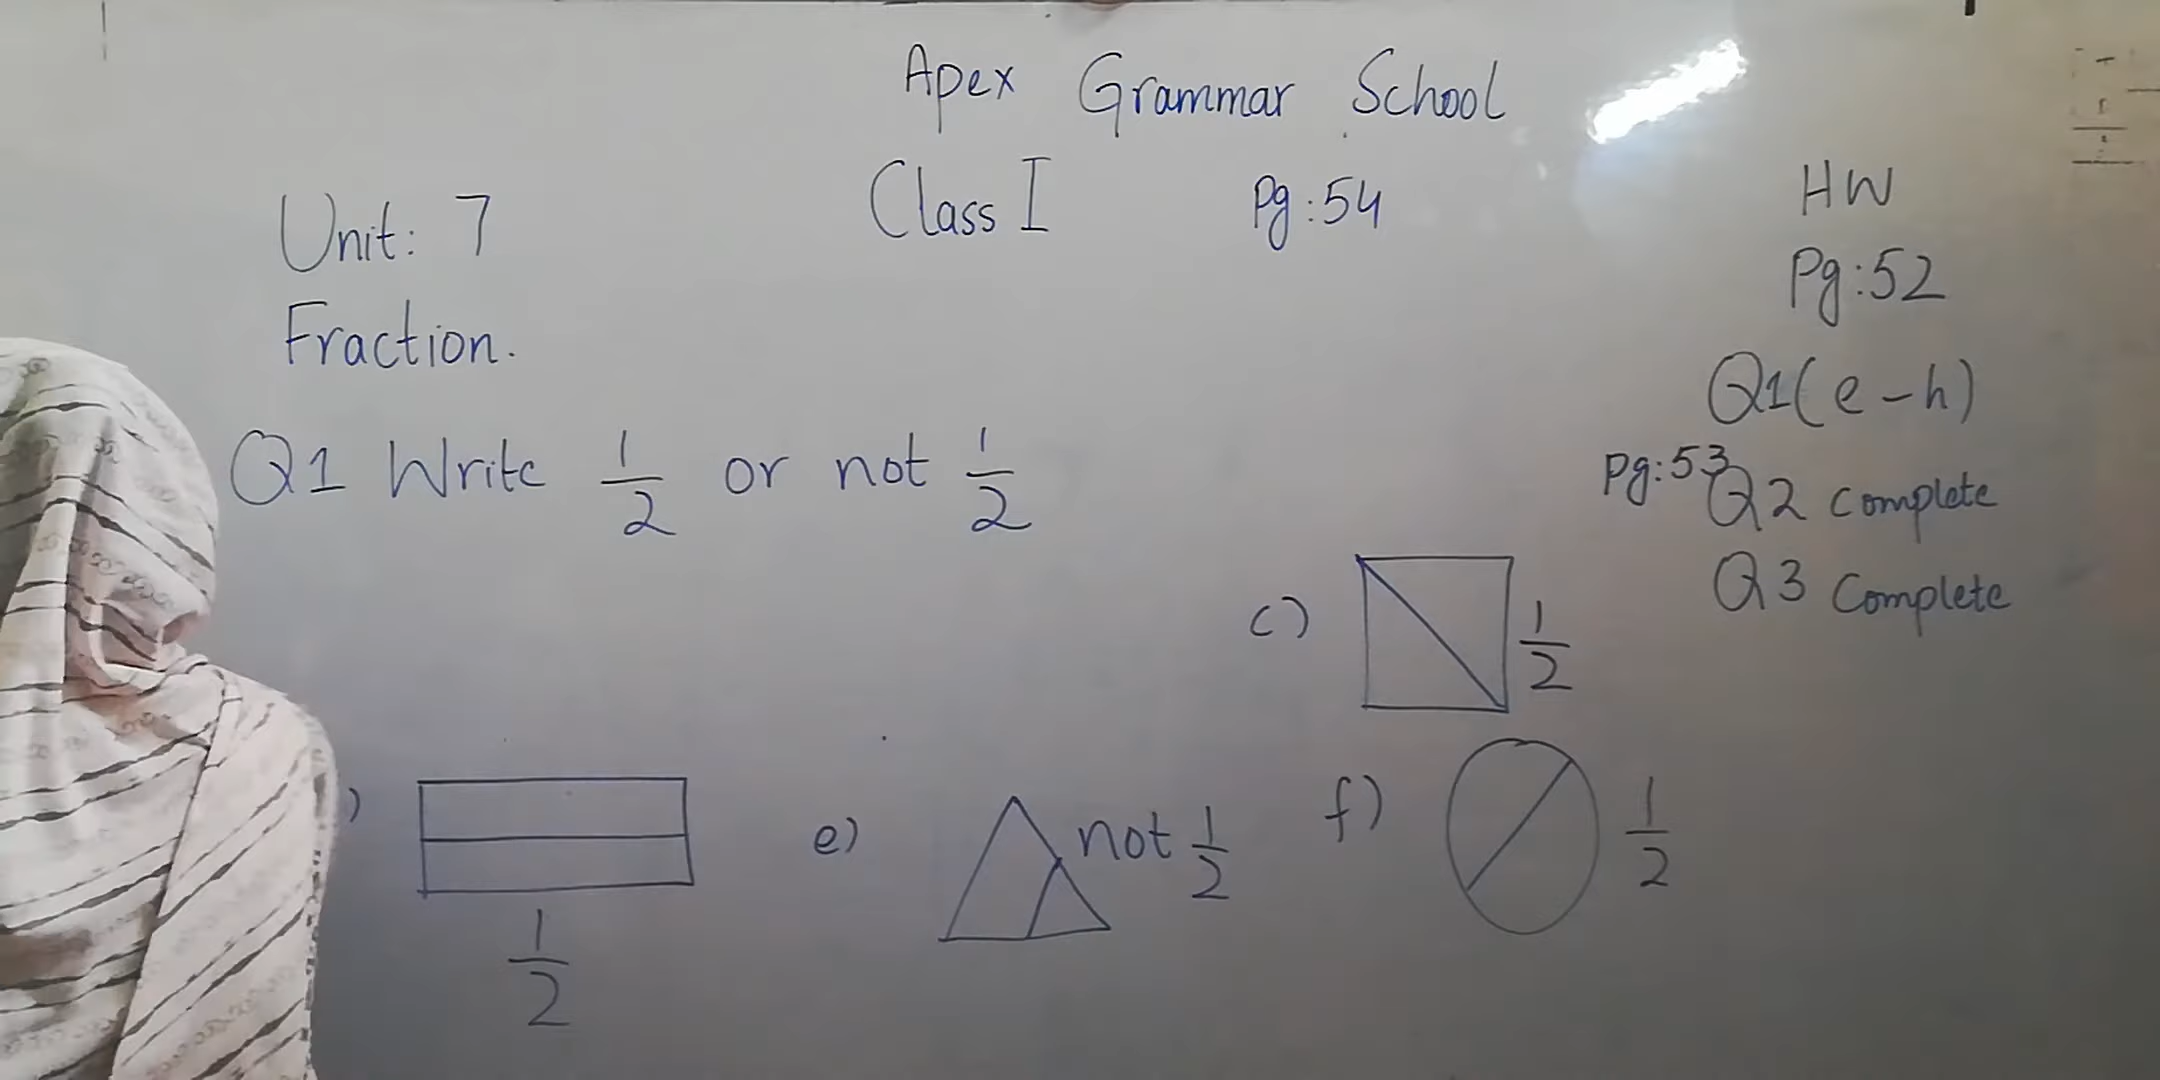 Apex Grammar School
Class I Pg:54
Unit: 7
Fraction.
Q1 Write 1/2 or not 1/2
c) 1/2
) 1/2
e) not 1/2
f) 1/2
HW
Pg:52
Q1(e-h)
Pg:53 Q2 complete
Q3 Complete